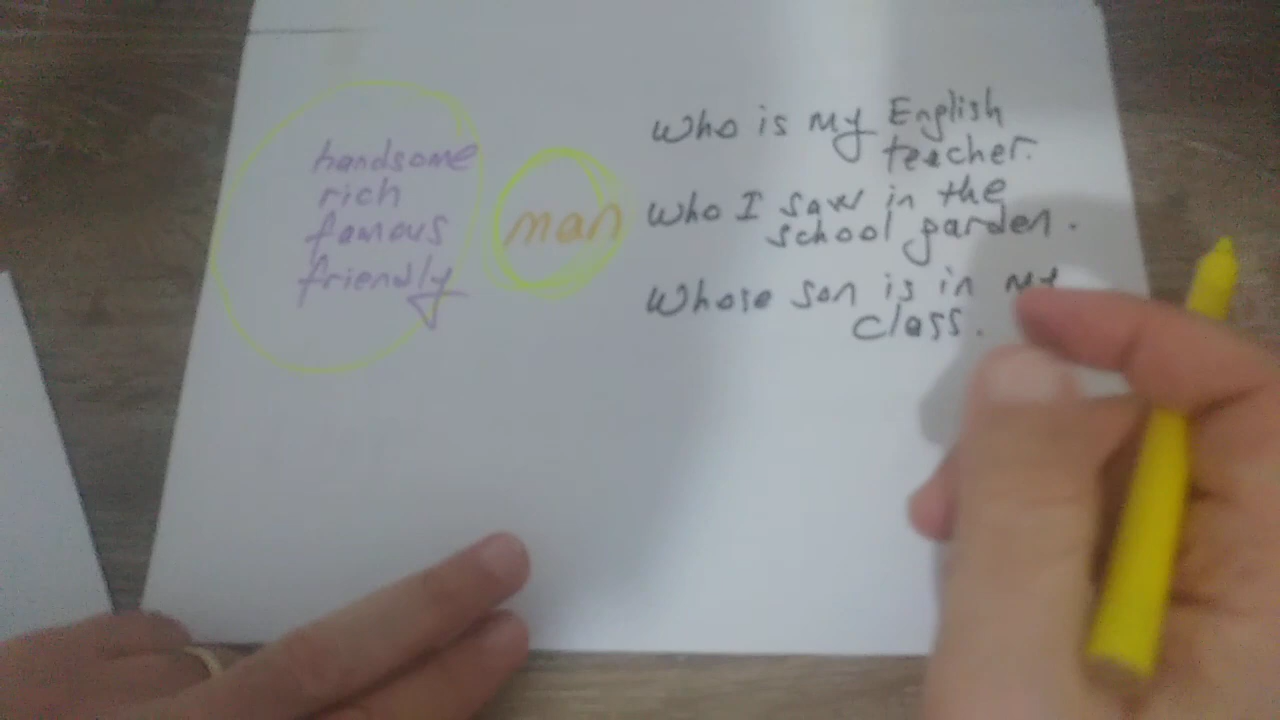 handsome
rich
famous
friendly
man
who is my English
teacher.
who I saw in the
school garden.
whose son is in my
class.